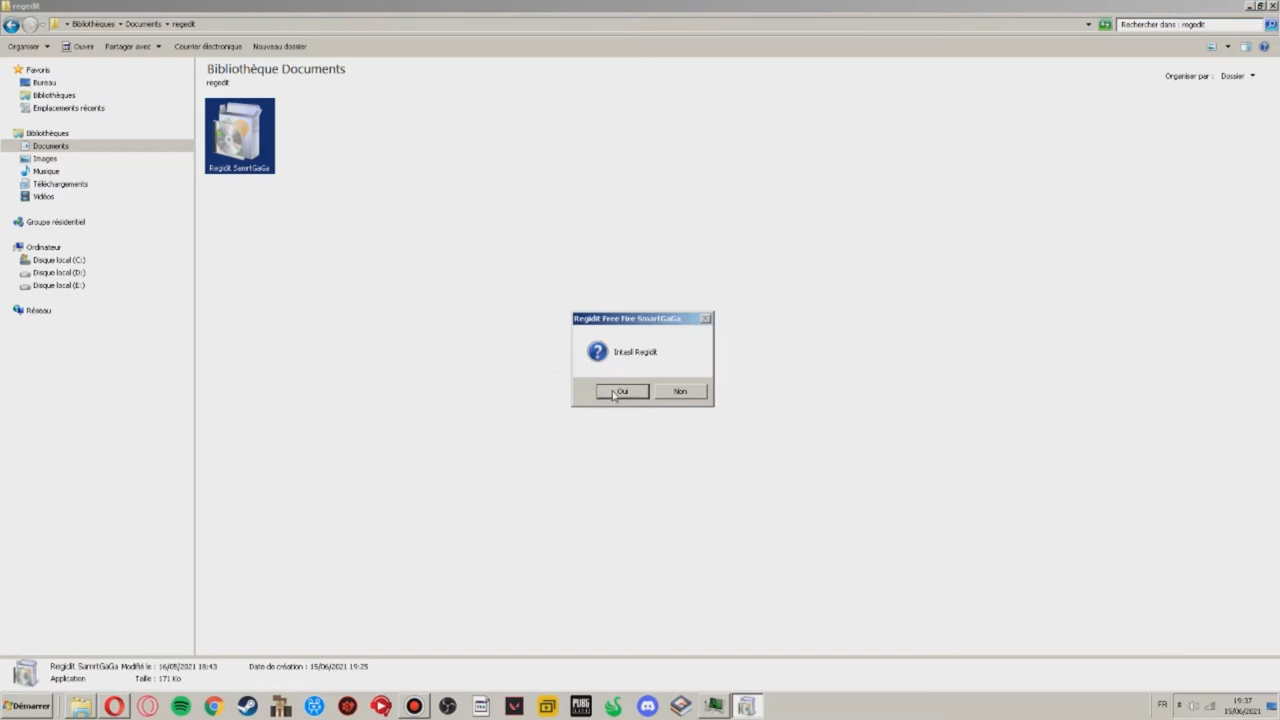 regedit
Bibliothèques Documents regedit
Rechercher dans : regedit
Organiser Ouvrir Partager avec Courrier électronique Nouveau dossier
Favoris
Bureau
Bibliothèques
Emplacements récents
Bibliothèques
Documents
Images
Musique
Téléchargements
Vidéos
Groupe résidentiel
Ordinateur
Disque local (C:)
Disque local (D:)
Disque local (E:)
Réseau
Bibliothèque Documents
regedit
Organiser par : Dossier
Regidit SamrtGaGa
Regidit Free Fire SmartGaGa
Intasll Regidit
Oui Non
Regidit SamrtGaGa Modifié le : 16/05/2021 18:43 Date de création : 15/06/2021 19:25
Application Taille : 171 Ko
Démarrer
PUBG
FR
19:37
15/06/2021